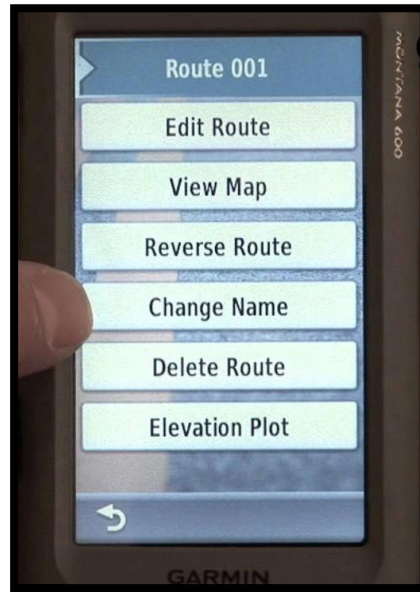 Route 001
MONTANA 600
Edit Route
View Map
Reverse Route
Change Name
Delete Route
Elevation Plot
GARMIN